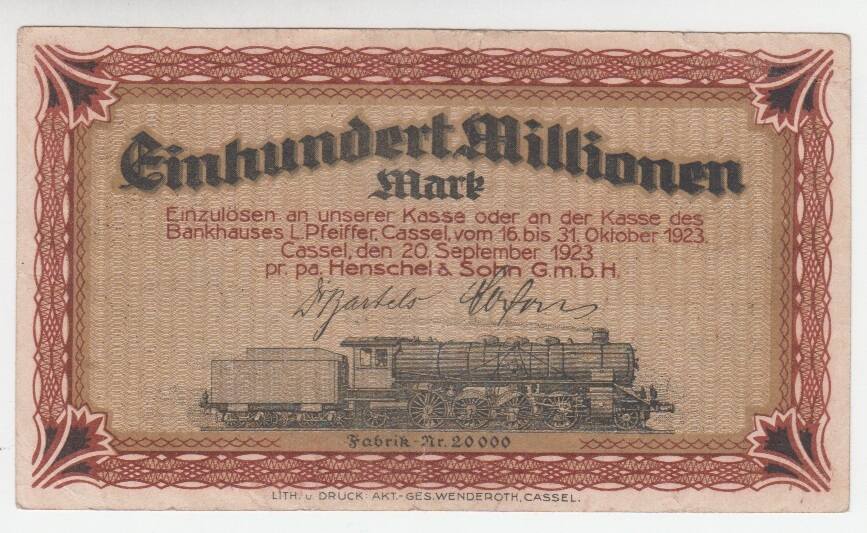 Einhundert Millionen
Mark
Einzulösen an unserer Kasse oder an der Kasse des
Bankhauses L. Pfeiffer, Cassel, vom 16. bis 31. Oktober 1923.
Cassel, den 20. September 1923
pr. pa. Henschel & Sohn G.m.b.H.
Dr Bartels
Fabrik-Nr. 20000
LITH. u. DRUCK: AKT.-GES. WENDEROTH, CASSEL.